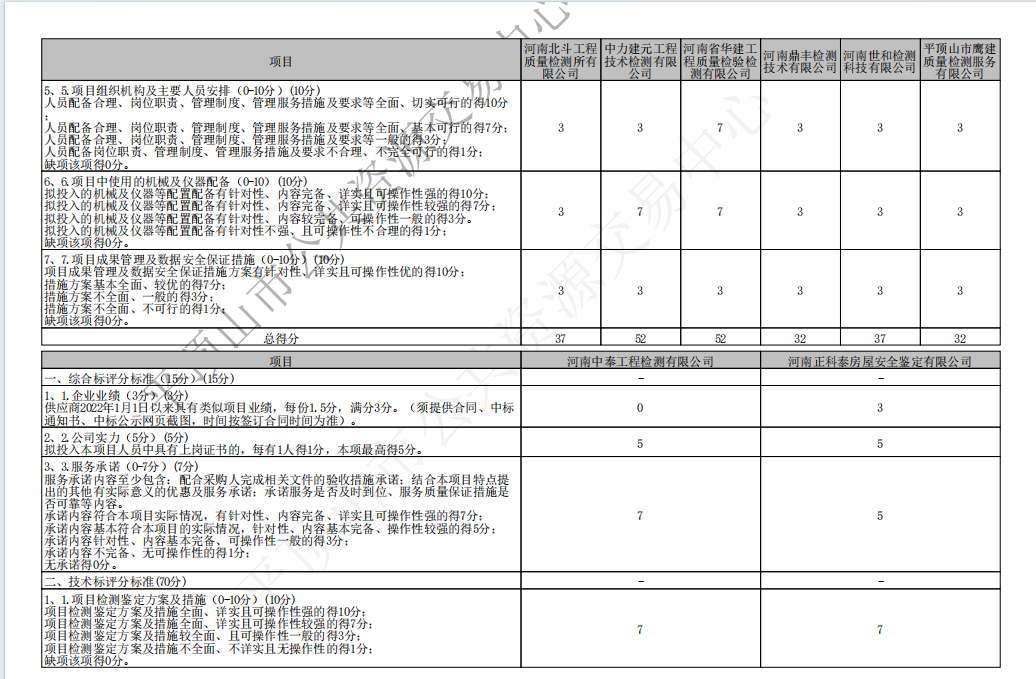 项目
河南北斗工程
质量检测所有
限公司
中力建元工程
技术检测有限
公司
河南省华建工
程质量检验检
测有限公司
河南鼎丰检测
技术有限公司
河南世和检测
科技有限公司
平顶山市鹰建
质量检测服务
有限公司
5、5.项目组织机构及主要人员安排（0-10分）(10分)
人员配备合理、岗位职责、管理制度、管理服务措施及要求等全面、切实可行的得10分
；
人员配备合理、岗位职责、管理制度、管理服务措施及要求等全面、基本可行的得7分；
人员配备合理、岗位职责、管理制度、管理服务措施及要求等一般的得3分；
人员配备岗位职责、管理制度、管理服务措施及要求不合理、不完全可行的得1分；
缺项该项得0分。
3 3 7 3 3 3
6、6.项目中使用的机械及仪器配备（0-10）(10分)
拟投入的机械及仪器等配置配备有针对性、内容完备、详实且可操作性强的得10分；
拟投入的机械及仪器等配置配备有针对性、内容完备、详实且可操作性较强的得7分；
拟投入的机械及仪器等配置配备有针对性、内容较完备、可操作性一般的得3分。
拟投入的机械及仪器等配置配备有针对性不强、且可操作性不合理的得1分；
缺项该项得0分。
3 7 7 3 3 3
7、7.项目成果管理及数据安全保证措施（0-10分）(10分)
项目成果管理及数据安全保证措施方案有针对性、详实且可操作性优的得10分；
措施方案基本全面、较优的得7分；
措施方案不全面、一般的得3分；
措施方案不全面、不可行的得1分；
缺项该项得0分。
3 3 3 3 3 3
总得分 37 52 52 32 37 32
项目 河南中泰工程检测有限公司 河南正科泰房屋安全鉴定有限公司
一、综合标评分标准（15分）(15分) — —
1、1.企业业绩（3分）(3分)
供应商2022年1月1日以来具有类似项目业绩，每份1.5分，满分3分。（须提供合同、中标
通知书、中标公示网页截图，时间按签订合同时间为准）。
0 3
2、2.公司实力（5分）(5分)
拟投入本项目人员中具有上岗证书的，每有1人得1分，本项最高得5分。
5 5
3、3.服务承诺（0-7分）(7分)
服务承诺内容至少包含：配合采购人完成相关文件的验收措施承诺；结合本项目特点提
出的其他有实际意义的优惠及服务承诺；承诺服务是否及时到位、服务质量保证措施是
否可靠等内容。
承诺内容符合本项目实际情况，有针对性、内容完备、详实且可操作性强的得7分；
承诺内容基本符合本项目的实际情况，针对性、内容基本完备、操作性较强的得5分；
承诺内容针对性、内容基本完备、可操作性一般的得3分；
承诺内容不完备、无可操作性的得1分；
无承诺得0分。
7 5
二、技术标评分标准(70分) — —
1、1.项目检测鉴定方案及措施（0-10分）(10分)
项目检测鉴定方案及措施全面、详实且可操作性强的得10分；
项目检测鉴定方案及措施全面、详实且可操作性较强的得7分；
项目检测鉴定方案及措施较全面、且可操作性一般的得3分；
项目检测鉴定方案及措施不全面、不详实且无操作性的得1分；
缺项该项得0分。
7 7
平顶山市公共资源交易中心
平顶山市公共资源交易中心